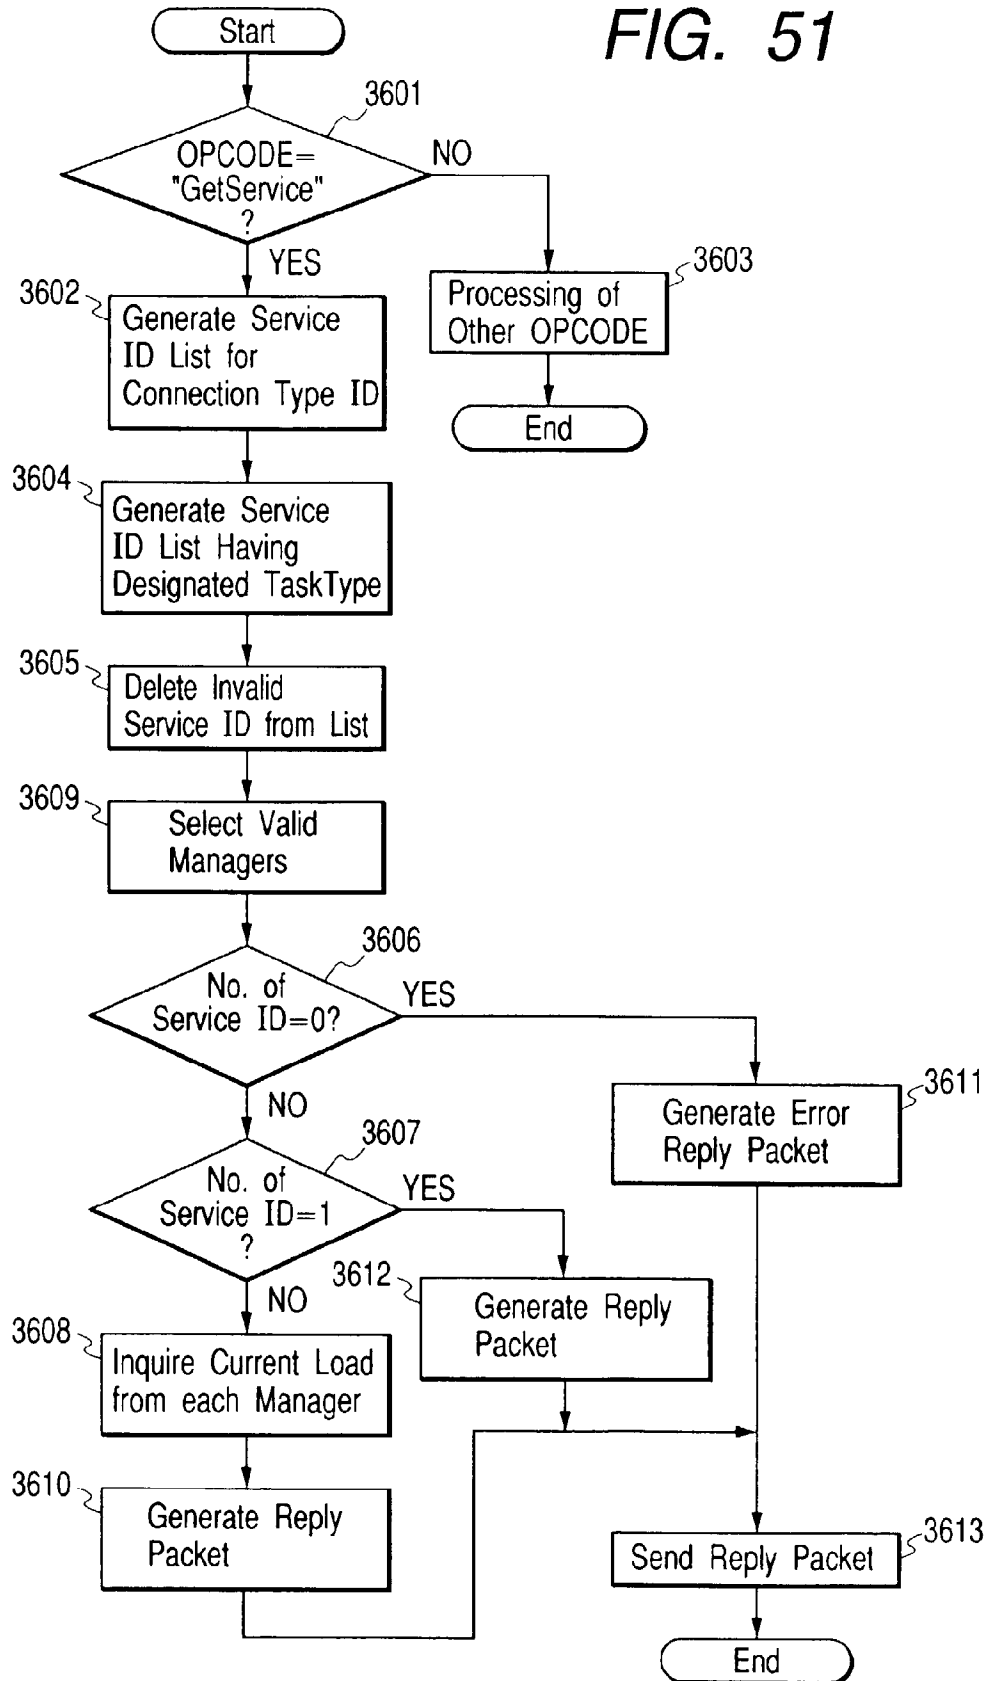 FIG. 51
Start
3601
OPCODE=
"GetService"
?
NO
YES
3602
Generate Service
ID List for
Connection Type ID
3603
Processing of
Other OPCODE
End
3604
Generate Service
ID List Having
Designated TaskType
3605
Delete Invalid
Service ID from List
3609
Select Valid
Managers
3606
No. of
Service ID=0?
YES
NO
3611
Generate Error
Reply Packet
3607
No. of
Service ID=1
?
YES
NO
3612
Generate Reply
Packet
3608
Inquire Current Load
from each Manager
3610
Generate Reply
Packet
3613
Send Reply Packet
End